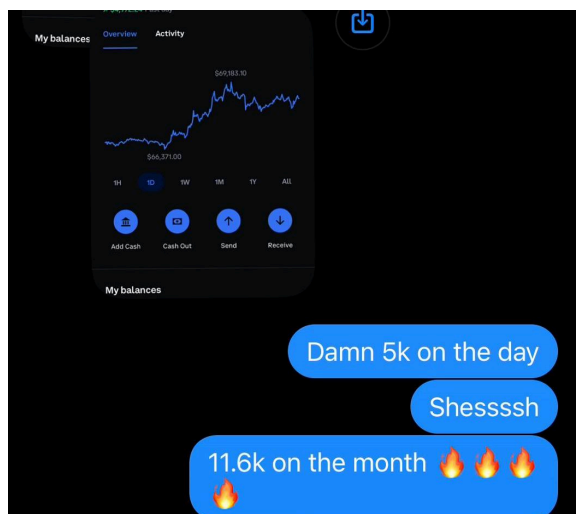 My balances
Overview
Activity
$69,183.10
$66,371.00
1H
1D
1W
1M
1Y
All
Add Cash
Cash Out
Send
Receive
My balances
Damn 5k on the day
Shessssh
11.6k on the month 🔥🔥🔥
🔥